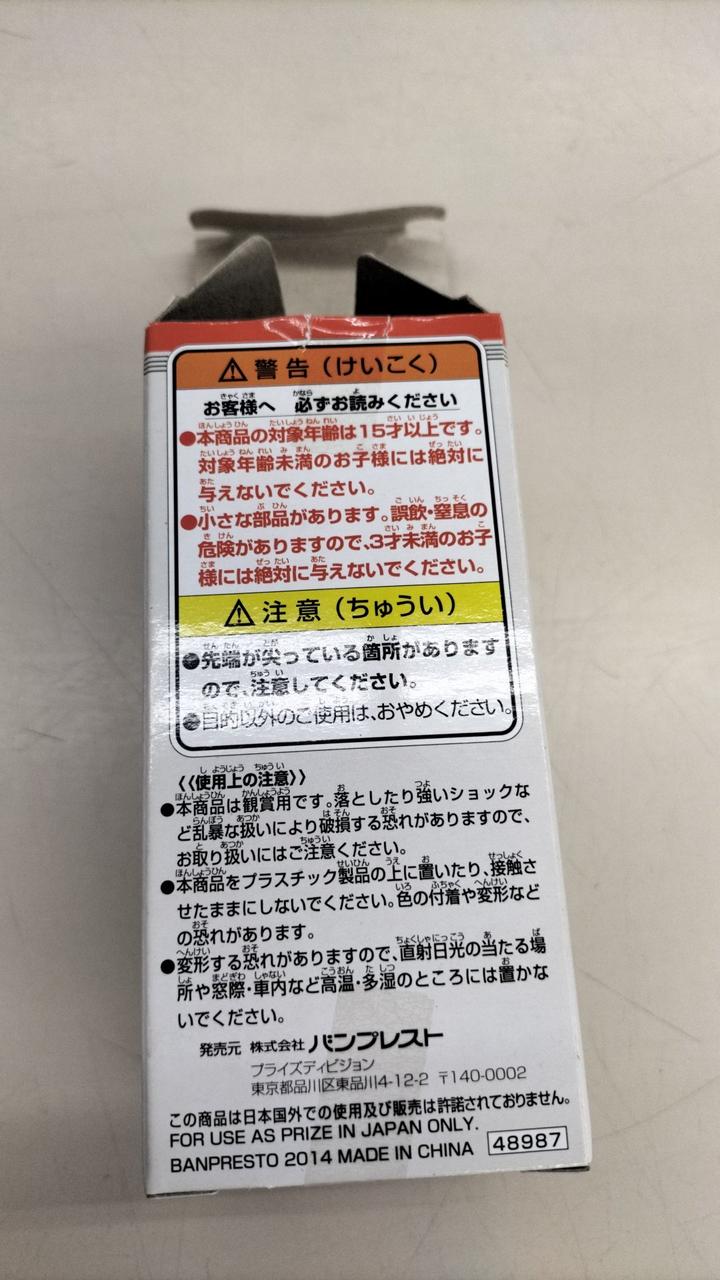 ⚠警告（けいこく）
お客様へ 必ずお読みください
●本商品の対象年齢は15才以上です。
対象年齢未満のお子様には絶対に
与えないでください。
●小さな部品があります。誤飲・窒息の
危険がありますので、3才未満のお子
様には絶対に与えないでください。
⚠注意（ちゅうい）
●先端が尖っている箇所があります
ので、注意してください。
●目的以外のご使用は、おやめください。
《使用上の注意》
●本商品は観賞用です。落としたり強いショックな
ど乱暴な扱いにより破損する恐れがありますので、
お取り扱いにはご注意ください。
●本商品をプラスチック製品の上に置いたり、接触さ
せたままにしないでください。色の付着や変形など
の恐れがあります。
●変形する恐れがありますので、直射日光の当たる場
所や窓際・車内など高温・多湿のところには置かな
いでください。
発売元 株式会社 バンプレスト
プライズディビジョン
東京都品川区東品川4-12-2 〒140-0002
この商品は日本国外での使用及び販売は許諾されておりません。
FOR USE AS PRIZE IN JAPAN ONLY.
BANPRESTO 2014 MADE IN CHINA 48987